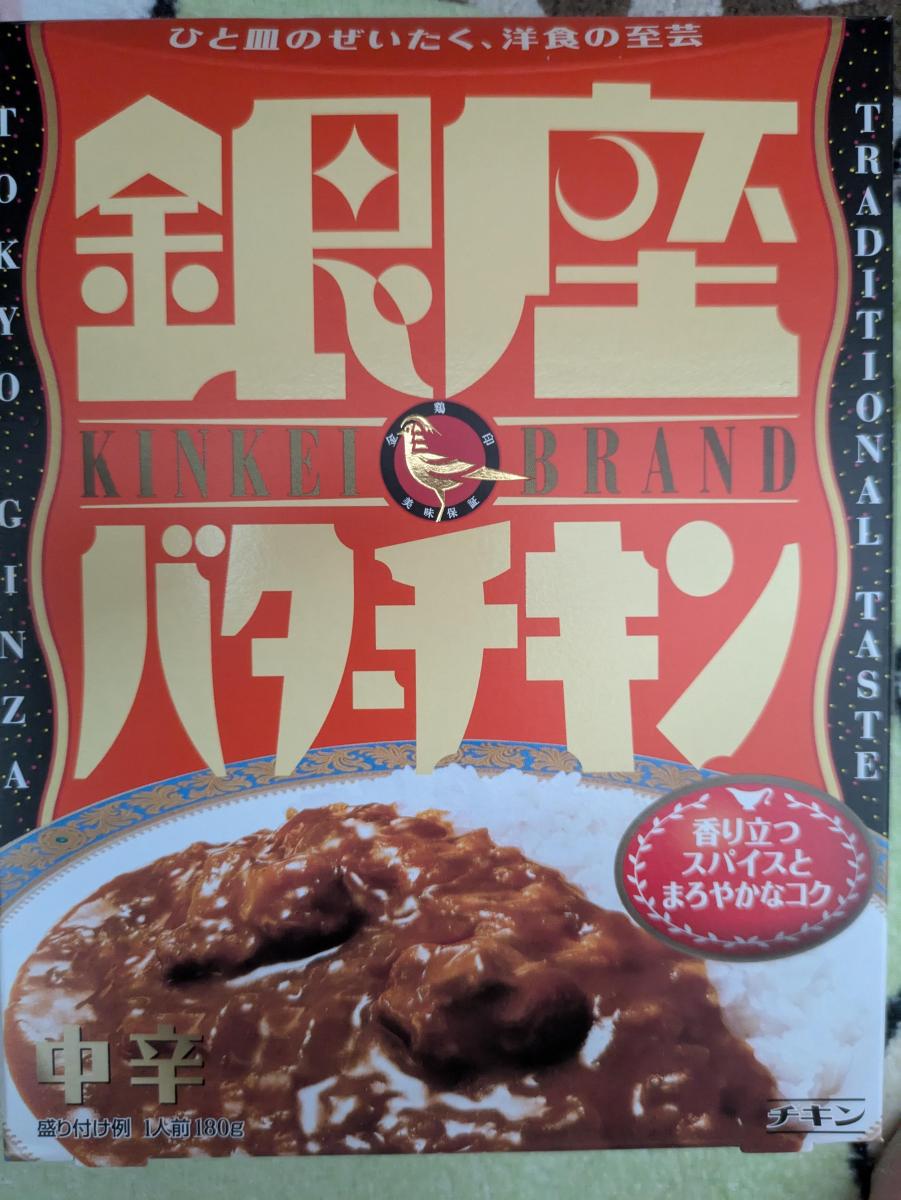 ひと皿のぜいたく、洋食の至芸
銀座
KINKEI BRAND
金鶏印
美味保証
バターチキン
TOKYO GINZA
TRADITIONAL TASTE
香り立つ
スパイスと
まろやかなコク
中辛
盛り付け例 1人前180g
チキン